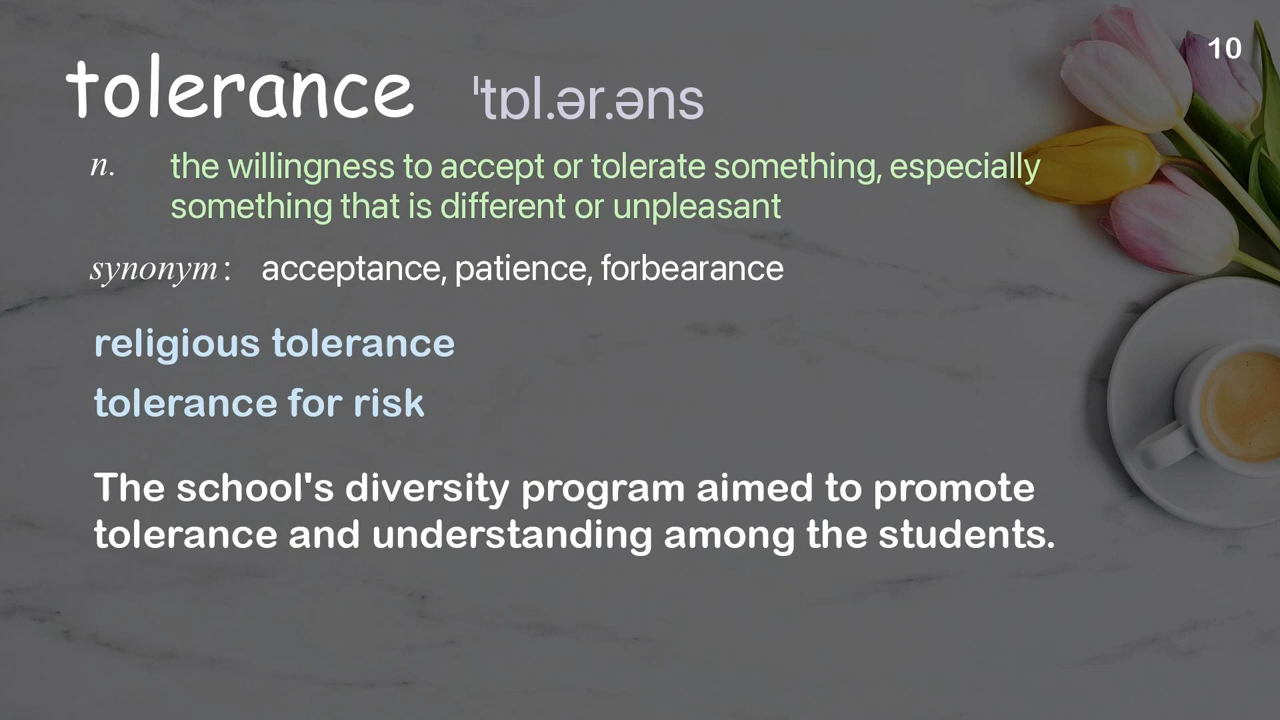 10
tolerance ˈtɒl.ər.əns
n. the willingness to accept or tolerate something, especially
something that is different or unpleasant
synonym: acceptance, patience, forbearance
religious tolerance
tolerance for risk
The school's diversity program aimed to promote
tolerance and understanding among the students.